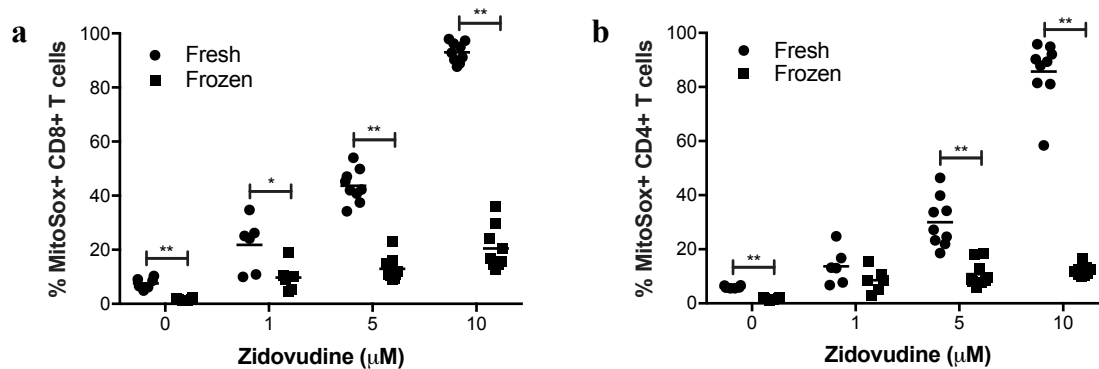 a
% MitoSox+ CD8+ T cells
100
80
60
40
20
0
Fresh
Frozen
**
*
**
**
0 1 5 10
Zidovudine (μM)
b
% MitoSox+ CD4+ T cells
100
80
60
40
20
0
Fresh
Frozen
**
**
**
0 1 5 10
Zidovudine (μM)